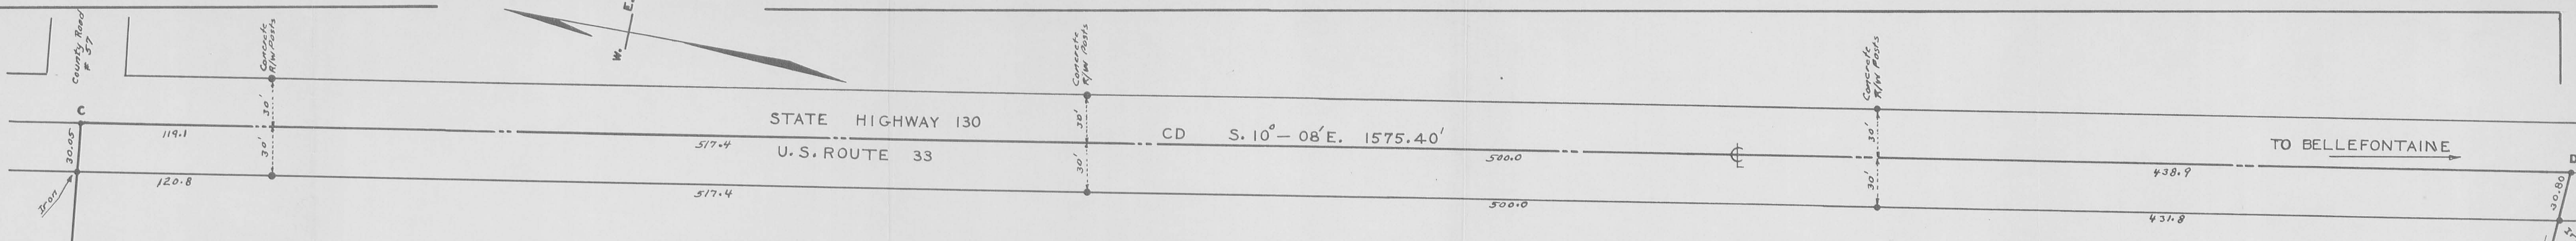 E.
W.
County Road
# 57
Concrete
R/W Posts
Concrete
R/W Posts
Concrete
R/W Posts
C
30.05
119.1
30'
30'
517.4
STATE HIGHWAY 130
U.S. ROUTE 33
30'
30'
CD S. 10° – 08' E. 1575.40'
500.0
℄
30'
30'
TO BELLEFONTAINE
438.9
D
30.80
Iron
120.8
517.4
500.0
431.8